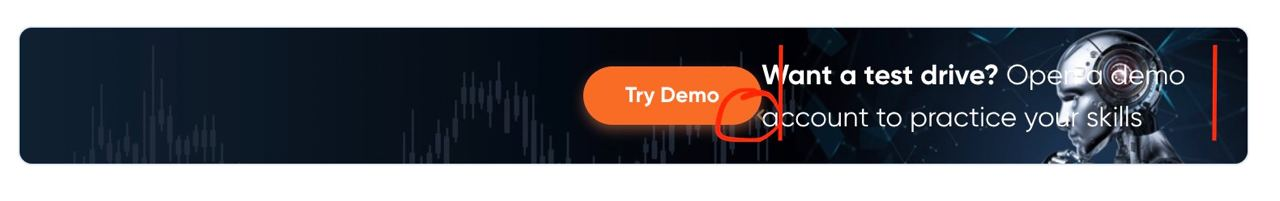 Try Demo
Want a test drive? Open a demo
account to practice your skills